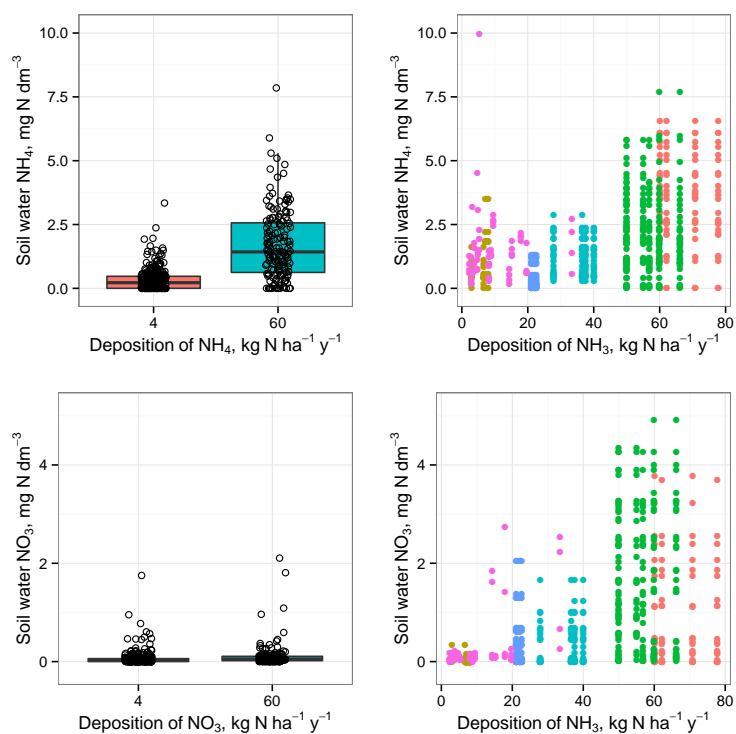 Soil water NH₄, mg N dm⁻³
10.0
7.5
5.0
2.5
0.0
4 60
Deposition of NH₄, kg N ha⁻¹ y⁻¹
Soil water NH₄, mg N dm⁻³
10.0
7.5
5.0
2.5
0.0
0 20 40 60 80
Deposition of NH₃, kg N ha⁻¹ y⁻¹
Soil water NO₃, mg N dm⁻³
4
2
0
4 60
Deposition of NO₃, kg N ha⁻¹ y⁻¹
Soil water NO₃, mg N dm⁻³
4
2
0
0 20 40 60 80
Deposition of NH₃, kg N ha⁻¹ y⁻¹